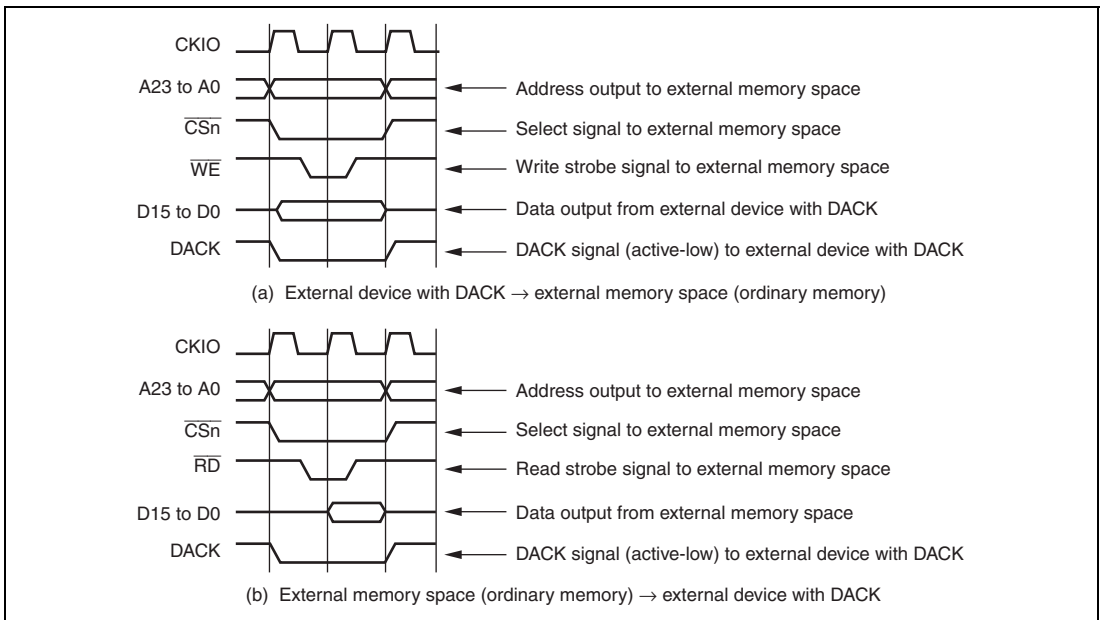 CKIO
A23 to A0 Address output to external memory space
CSn Select signal to external memory space
WE Write strobe signal to external memory space
D15 to D0 Data output from external device with DACK
DACK DACK signal (active-low) to external device with DACK
(a) External device with DACK → external memory space (ordinary memory)
CKIO
A23 to A0 Address output to external memory space
CSn Select signal to external memory space
RD Read strobe signal to external memory space
D15 to D0 Data output from external memory space
DACK DACK signal (active-low) to external device with DACK
(b) External memory space (ordinary memory) → external device with DACK